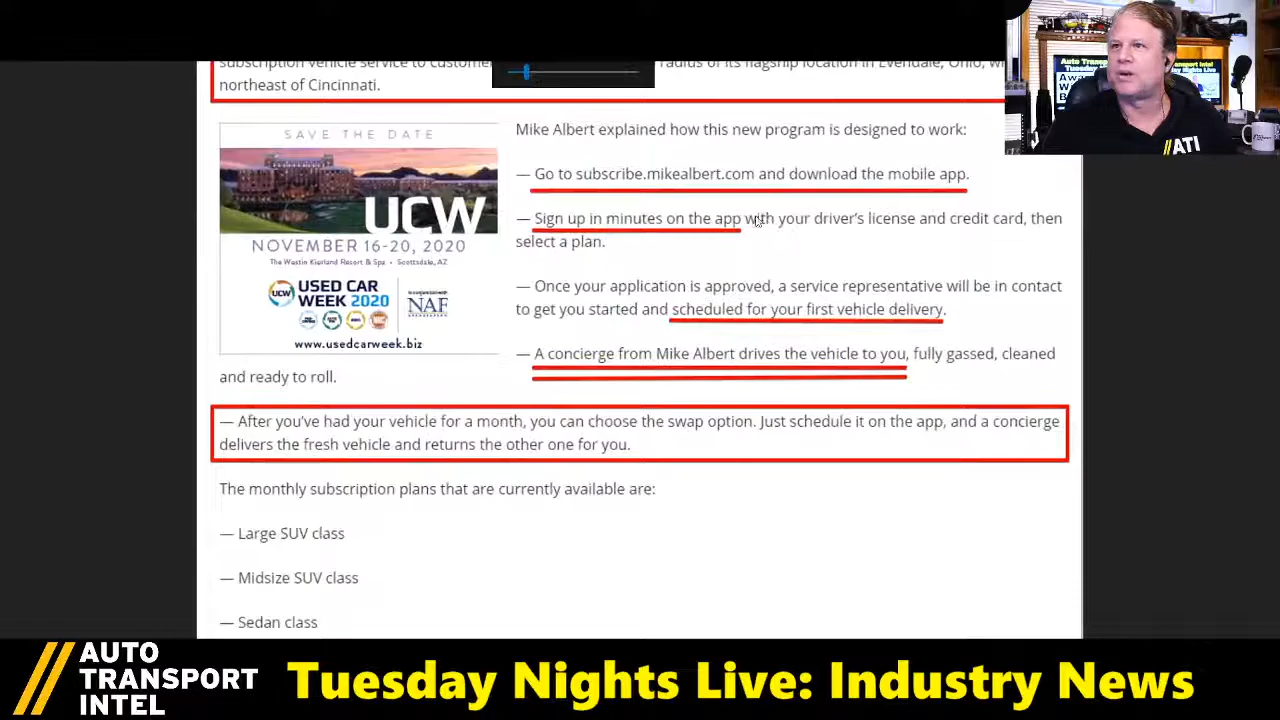 subscription vehicle service to custome radius of its flagship location in Evendale, Ohio,
northeast of Cincinnati.
SAVE THE DATE
UCW
NOVEMBER 16-20, 2020
The Westin Kierland Resort & Spa • Scottsdale, AZ
UCW
USED CAR
WEEK 2020
NAF
www.usedcarweek.biz
Mike Albert explained how this new program is designed to work:
— Go to subscribe.mikealbert.com and download the mobile app.
— Sign up in minutes on the app with your driver's license and credit card, then
select a plan.
— Once your application is approved, a service representative will be in contact
to get you started and scheduled for your first vehicle delivery.
— A concierge from Mike Albert drives the vehicle to you, fully gassed, cleaned
and ready to roll.
— After you've had your vehicle for a month, you can choose the swap option. Just schedule it on the app, and a concierge
delivers the fresh vehicle and returns the other one for you.
The monthly subscription plans that are currently available are:
— Large SUV class
— Midsize SUV class
— Sedan class
//ATI
AUTO
TRANSPORT
INTEL
Tuesday Nights Live: Industry News